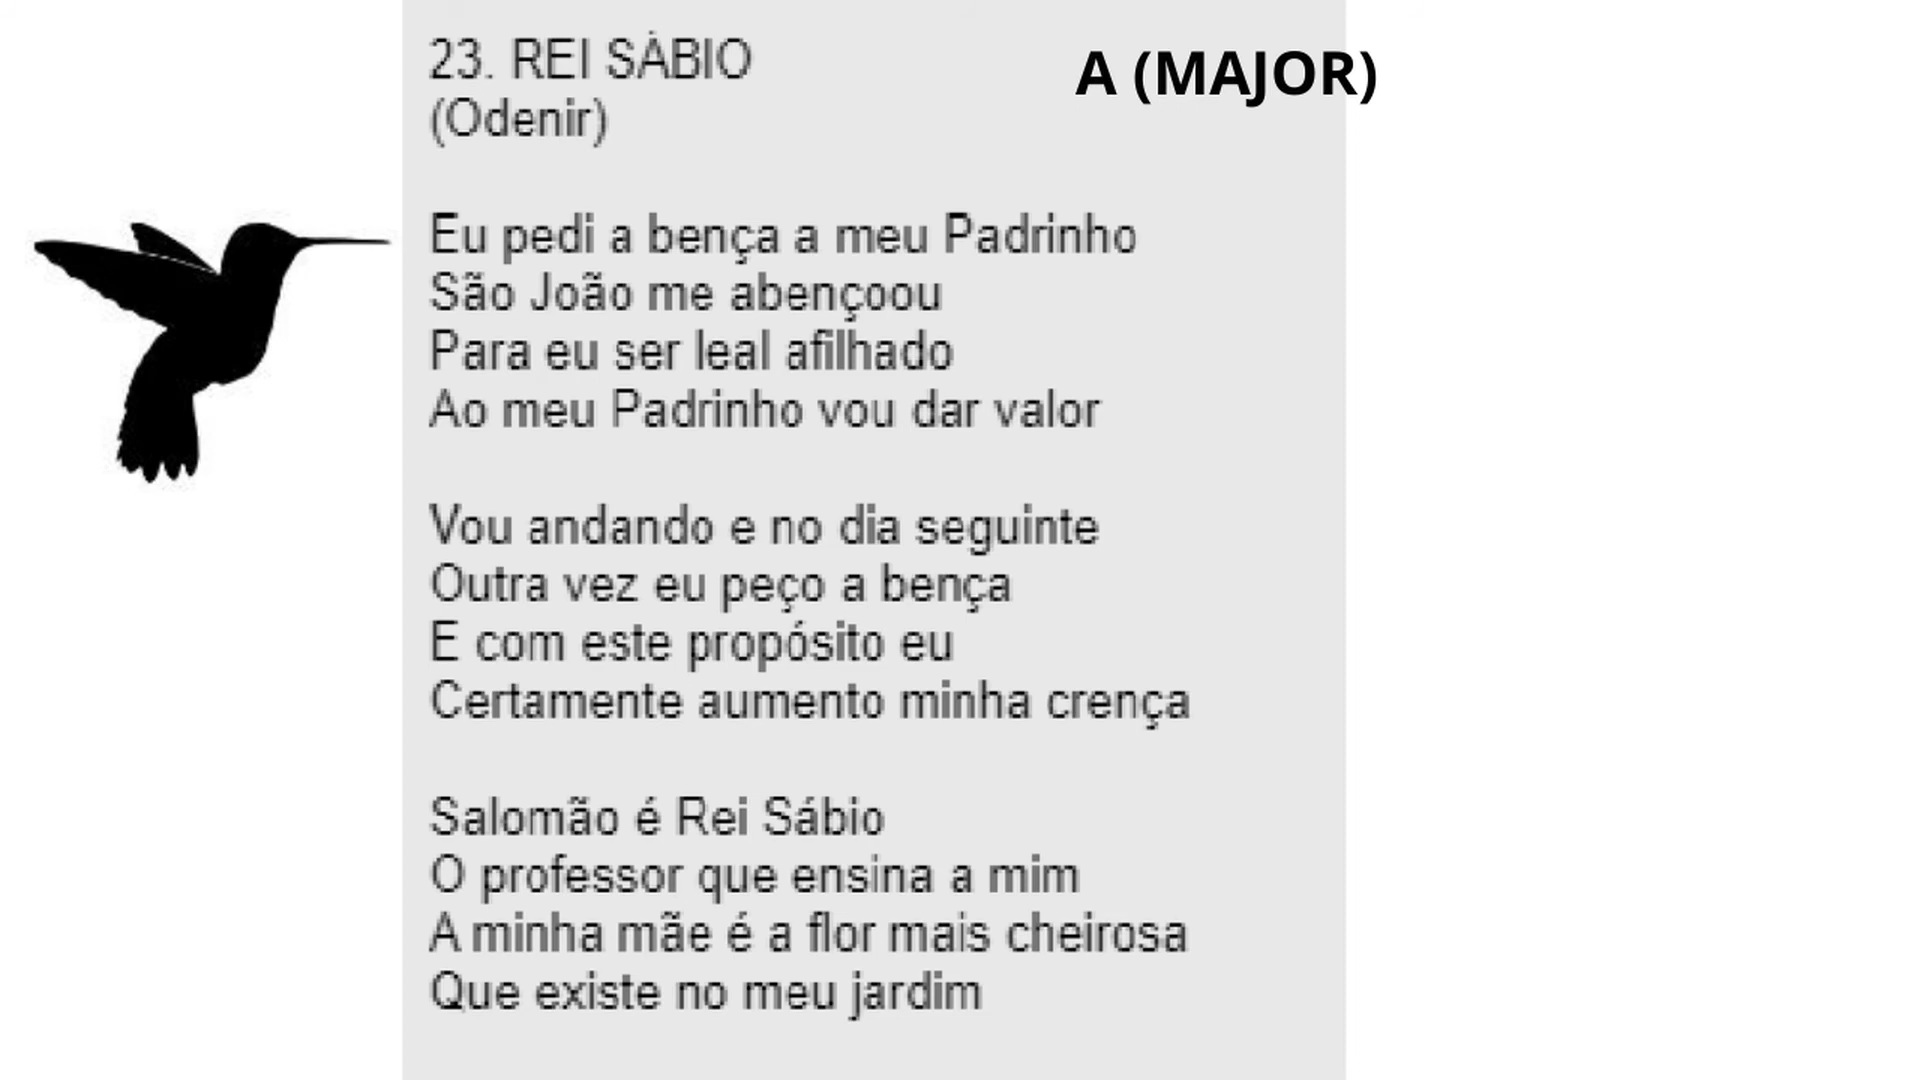 23. REI SÁBIO
A (MAJOR)
(Odenir)
Eu pedi a bença a meu Padrinho
São João me abençoou
Para eu ser leal afilhado
Ao meu Padrinho vou dar valor
Vou andando e no dia seguinte
Outra vez eu peço a bença
E com este propósito eu
Certamente aumento minha crença
Salomão é Rei Sábio
O professor que ensina a mim
A minha mãe é a flor mais cheirosa
Que existe no meu jardim